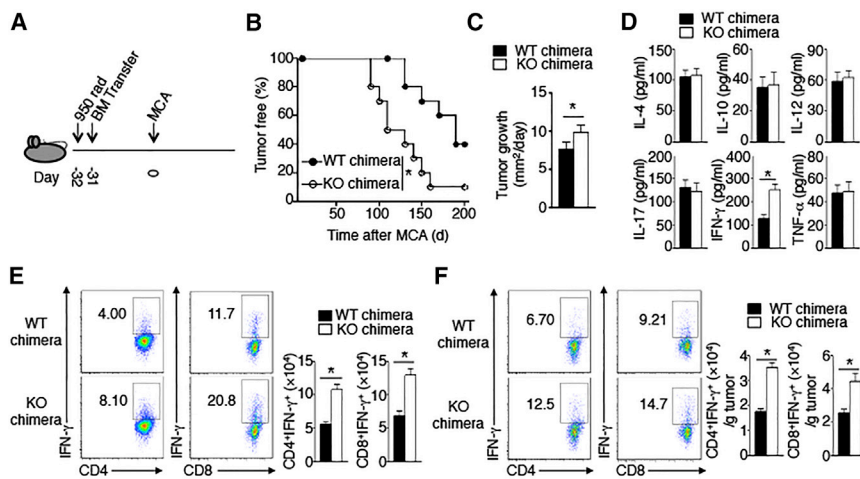 A
950 rad
BM Transfer
MCA
Day
-32
-31
0
B
Tumor free (%)
100
80
60
40
20
0
WT chimera
KO chimera
*
50
100
150
200
Time after MCA (d)
C
WT chimera
KO chimera
Tumor growth
(mm²/day)
15
10
5
0
*
D
WT chimera
KO chimera
IL-4 (pg/ml)
150
100
50
0
IL-10 (pg/ml)
60
40
20
0
IL-12 (pg/ml)
90
60
30
0
IL-17 (pg/ml)
200
150
100
50
0
IFN-γ (pg/ml)
400
300
200
100
0
*
TNF-α (pg/ml)
80
60
40
20
0
E
WT
chimera
KO
chimera
IFN-γ
4.00
8.10
CD4
IFN-γ
11.7
20.8
CD8
WT chimera
KO chimera
CD4⁺IFN-γ⁺ (×10⁴)
15
10
5
0
*
CD8⁺IFN-γ⁺ (×10⁴)
15
10
5
0
*
F
WT
chimera
KO
chimera
IFN-γ
6.70
12.5
CD4
IFN-γ
9.21
14.7
CD8
WT chimera
KO chimera
CD4⁺IFN-γ⁺ (×10⁴)
/g tumor
4
3
2
1
0
*
CD8⁺IFN-γ⁺ (×10⁴)
/g tumor
6
4
2
0
*